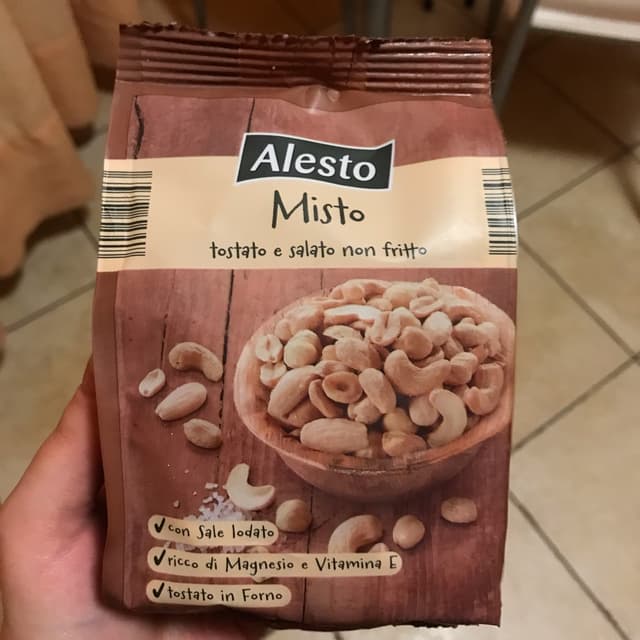 Alesto
Misto
tostato e salato non fritto
✓con Sale Iodato
✓ricco di Magnesio e Vitamina E
✓tostato in Forno